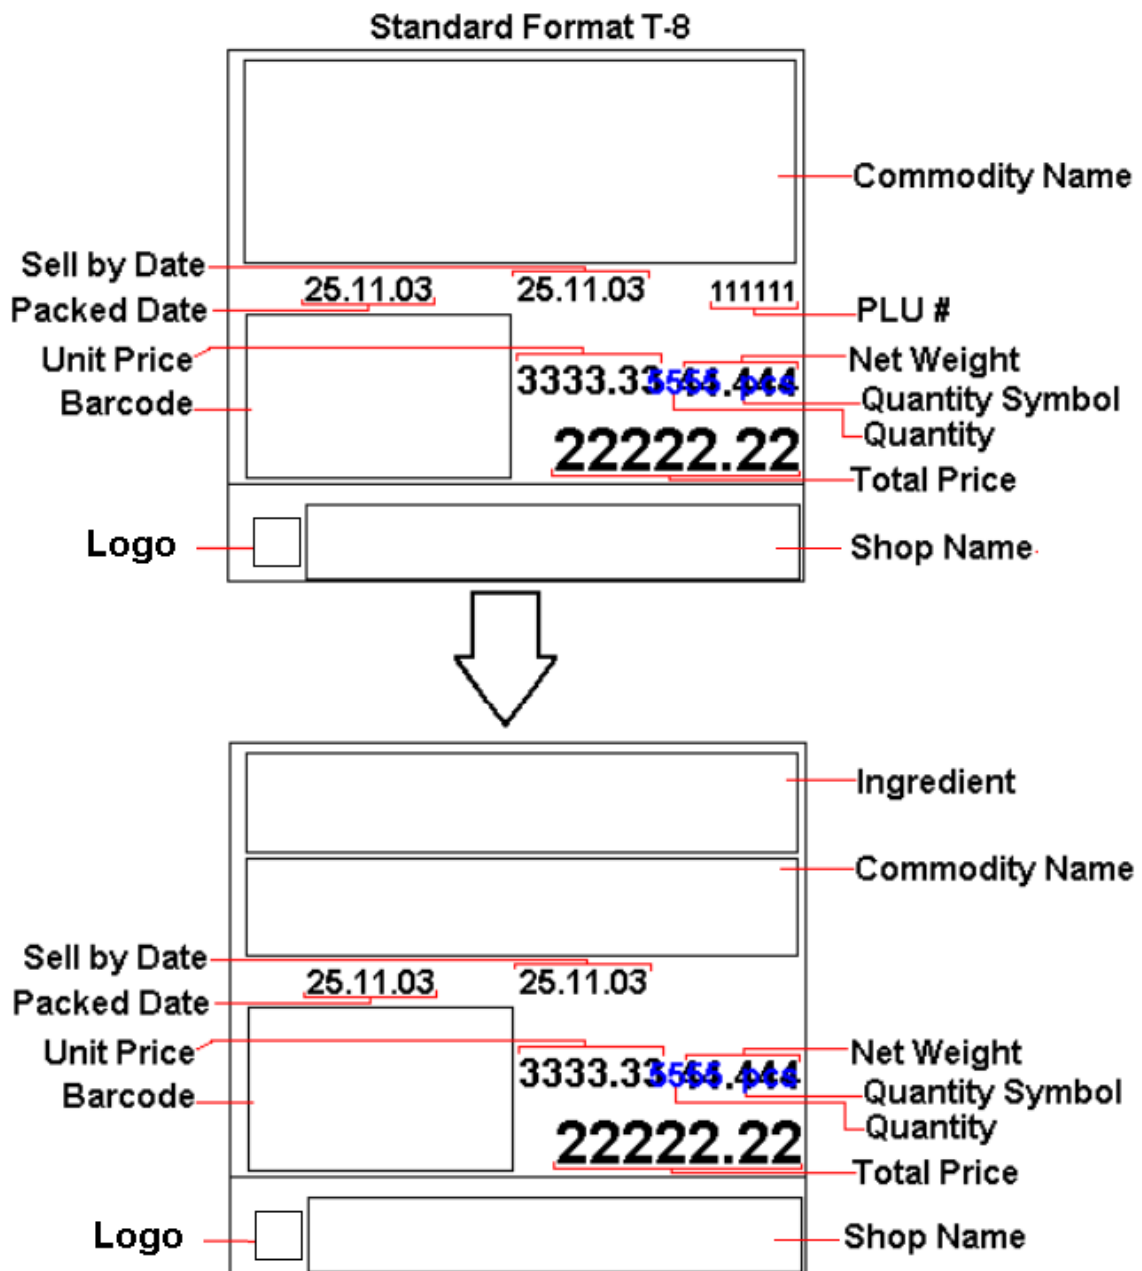 Standard Format T-8
Commodity Name
Sell by Date
25.11.03 25.11.03 111111
Packed Date
PLU #
Unit Price
Net Weight
3333.33
Barcode
Quantity Symbol
Quantity
22222.22
Total Price
Logo
Shop Name
Ingredient
Commodity Name
Sell by Date
25.11.03 25.11.03
Packed Date
Unit Price
Net Weight
3333.33
Barcode
Quantity Symbol
Quantity
22222.22
Total Price
Logo
Shop Name